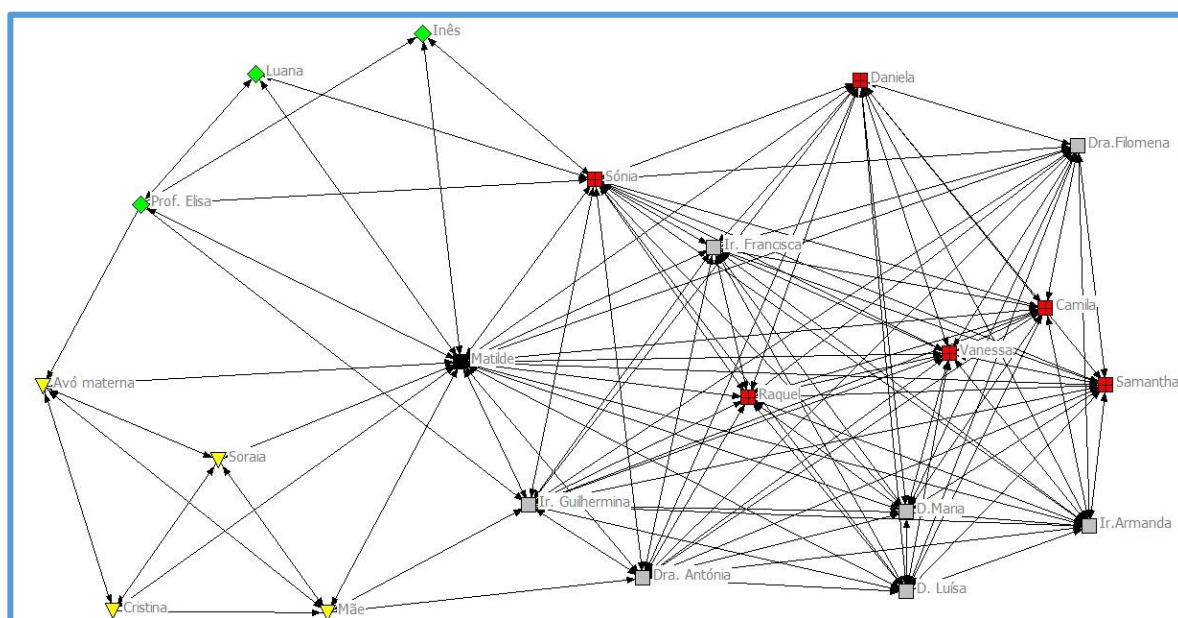 Inês
Luana
Daniela
Dra.Filomena
Sónia
Prof. Elisa
Ir. Francisca
Camila
Vanessa
Matilde
Avó materna
Samantha
Raquel
Soraia
Ir. Guilhermina
D.Maria
Ir.Armanda
Dra. Antónia
D. Luísa
Cristina
Mãe